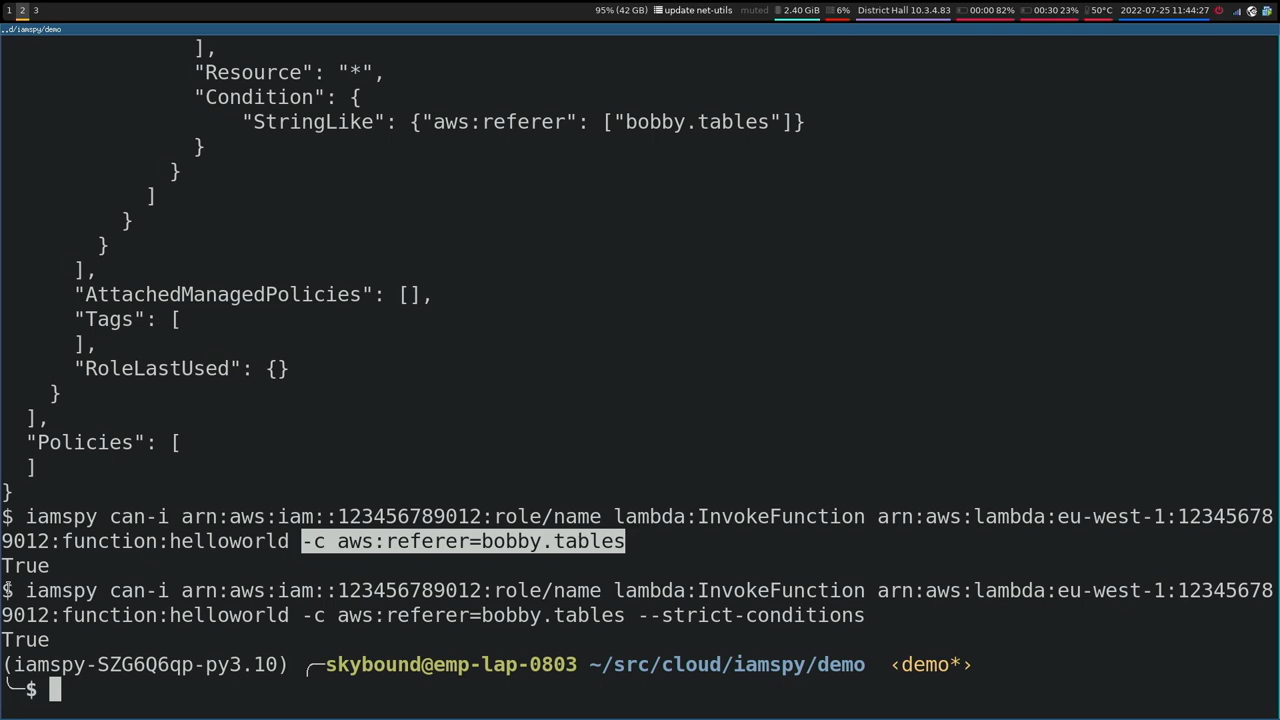 1 2 3 95% (42 GB) update net-utils muted 2.40 GiB 6% District Hall 10.3.4.83 00:00 82% 00:30 23% 50°C 2022-07-25 11:44:27
..d/iamspy/demo
],
"Resource": "*",
"Condition": {
"StringLike": {"aws:referer": ["bobby.tables"]}
}
}
]
}
}
],
"AttachedManagedPolicies": [],
"Tags": [
],
"RoleLastUsed": {}
}
],
"Policies": [
]
}
$ iamspy can-i arn:aws:iam::123456789012:role/name lambda:InvokeFunction arn:aws:lambda:eu-west-1:12345678
9012:function:helloworld -c aws:referer=bobby.tables
True
$ iamspy can-i arn:aws:iam::123456789012:role/name lambda:InvokeFunction arn:aws:lambda:eu-west-1:12345678
9012:function:helloworld -c aws:referer=bobby.tables --strict-conditions
True
(iamspy-SZG6Q6qp-py3.10) ╭─skybound@emp-lap-0803 ~/src/cloud/iamspy/demo ‹demo*›
╰─$